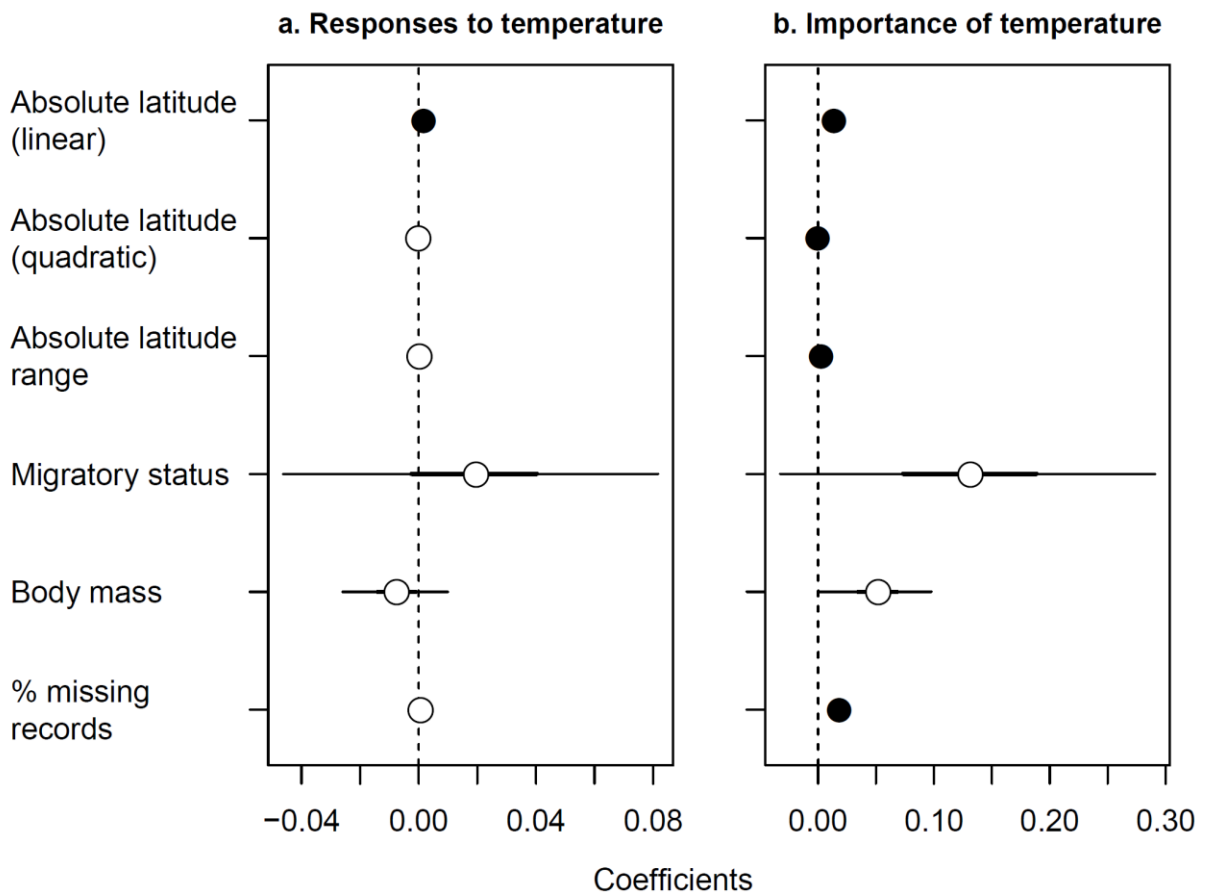 a. Responses to temperature
b. Importance of temperature
Absolute latitude
(linear)
Absolute latitude
(quadratic)
Absolute latitude
range
Migratory status
Body mass
% missing
records
−0.04 0.00 0.04 0.08
0.00 0.10 0.20 0.30
Coefficients